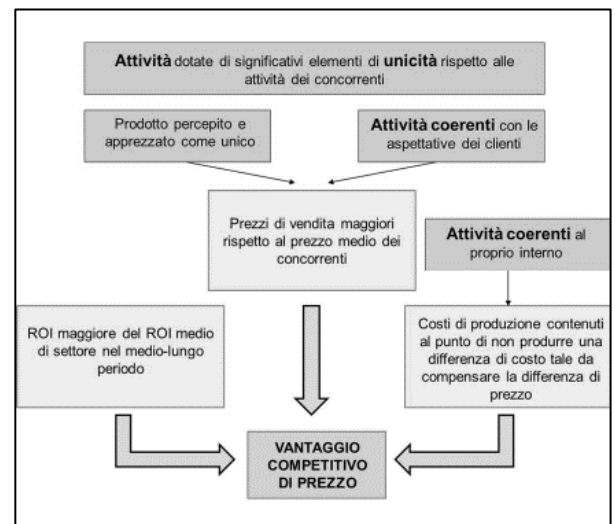 Attività dotate di significativi elementi di unicità rispetto alle
attività dei concorrenti
Prodotto percepito e
apprezzato come unico
Attività coerenti con le
aspettative dei clienti
Prezzi di vendita maggiori
rispetto al prezzo medio dei
concorrenti
Attività coerenti al
proprio interno
ROI maggiore del ROI medio
di settore nel medio-lungo
periodo
Costi di produzione contenuti
al punto di non produrre una
differenza di costo tale da
compensare la differenza di
prezzo
VANTAGGIO
COMPETITIVO
DI PREZZO